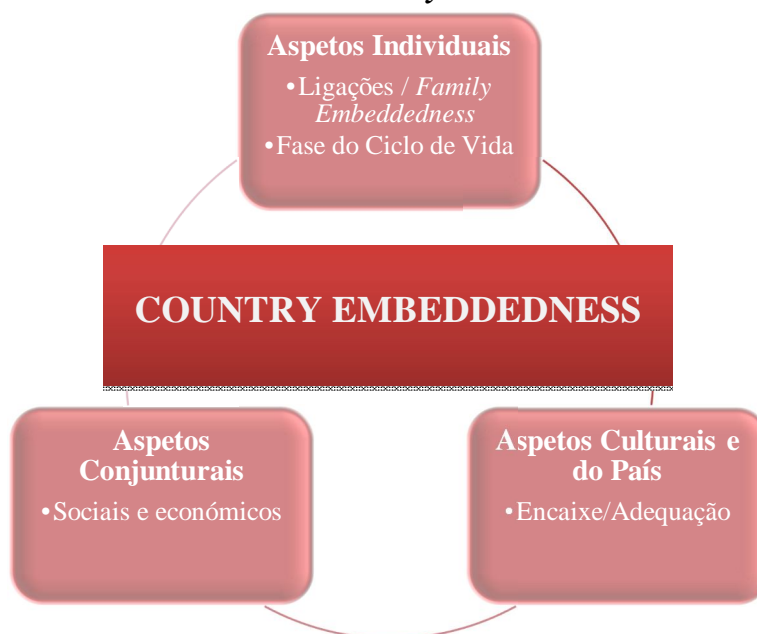 Aspetos Individuais
•Ligações / Family
Embeddedness
•Fase do Ciclo de Vida
COUNTRY EMBEDDEDNESS
Aspetos
Conjunturais
•Sociais e económicos
Aspetos Culturais e
do País
•Encaixe/Adequação